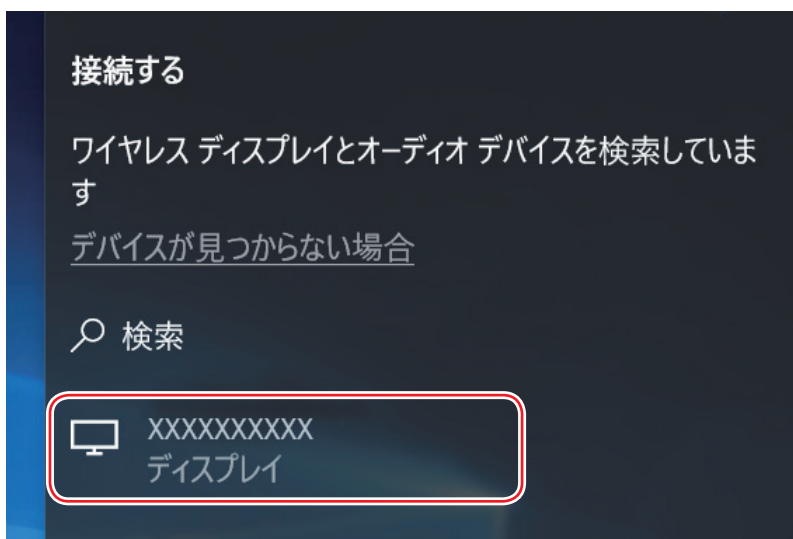 接続する
ワイヤレス ディスプレイとオーディオ デバイスを検索していま
す
デバイスが見つからない場合
検索
XXXXXXXXXX
ディスプレイ